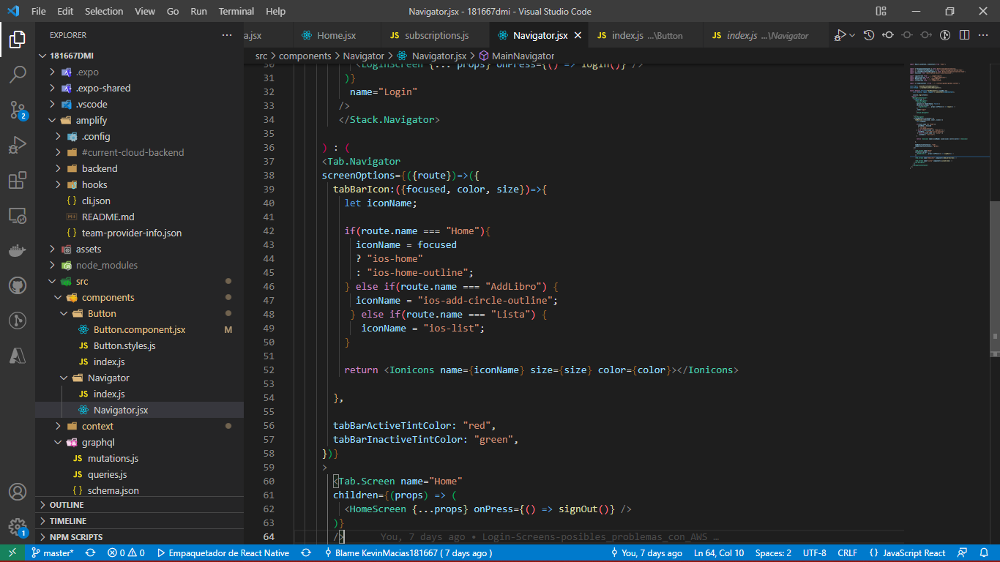 File Edit Selection View Go Run Terminal Help
Navigator.jsx - 181667dmi - Visual Studio Code
EXPLORER
181667DMI
.expo
.expo-shared
.vscode
amplify
.config
#current-cloud-backend
backend
hooks
{ } cli.json
README.md
{ } team-provider-info.json
assets
node_modules
src
components
Button
Button.component.jsx M
JS Button.styles.js
JS index.js
Navigator
JS index.js
Navigator.jsx
context
graphql
JS mutations.js
JS queries.js
{ } schema.json
OUTLINE
TIMELINE
NPM SCRIPTS
2
1
a.jsx Home.jsx JS subscriptions.js Navigator.jsx JS index.js ...\Button JS index.js ...\Navigator
src > components > Navigator > Navigator.jsx > MainNavigator
30 <LoginScreen {... props} onPress={() => login()} />
31 )}
32 name="Login"
33 />
34 </Stack.Navigator>
35
36 ) : (
37 <Tab.Navigator
38 screenOptions={({route})=>({
39 tabBarIcon:({focused, color, size})=>{
40 let iconName;
41
42 if(route.name === "Home"){
43 iconName = focused
44 ? "ios-home"
45 : "ios-home-outline";
46 } else if(route.name === "AddLibro") {
47 iconName = "ios-add-circle-outline";
48 } else if(route.name === "Lista") {
49 iconName = "ios-list";
50 }
51
52 return <Ionicons name={iconName} size={size} color={color}></Ionicons>
53
54 },
55
56 tabBarActiveTintColor: "red",
57 tabBarInactiveTintColor: "green",
58 })}
59 >
60 <Tab.Screen name="Home"
61 children={(props) => (
62 <HomeScreen {...props} onPress={() => signOut()} />
63 )}
64 /> You, 7 days ago • Login-Screens-posibles_problemas_con_AWS …
master* 0 0 Empaquetador de React Native Blame KevinMacias181667 ( 7 days ago ) You, 7 days ago Ln 64, Col 10 Spaces: 2 UTF-8 CRLF { } JavaScript React